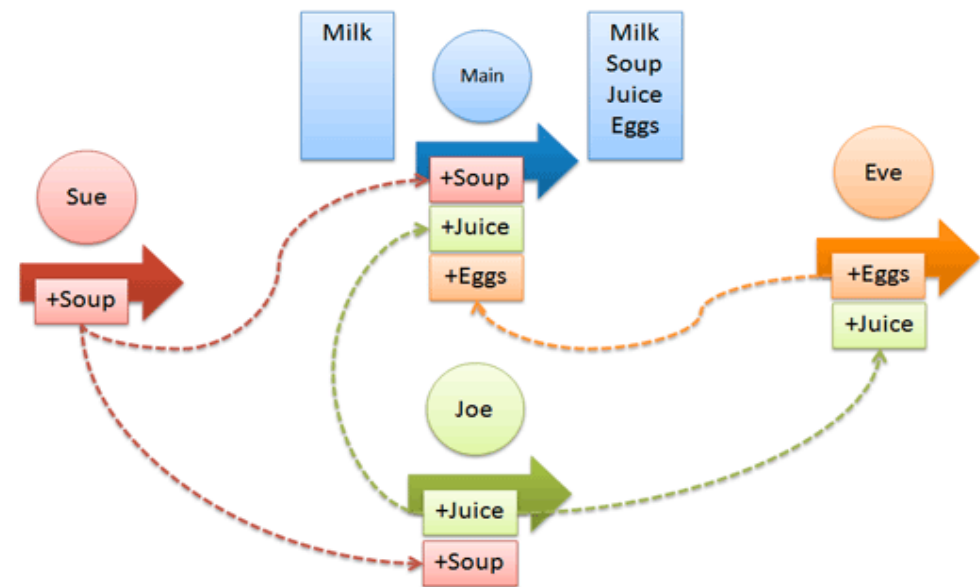 Milk
Main
Milk
Soup
Juice
Eggs
Sue
+Soup
+Soup
+Juice
+Eggs
Eve
+Eggs
+Juice
Joe
+Juice
+Soup